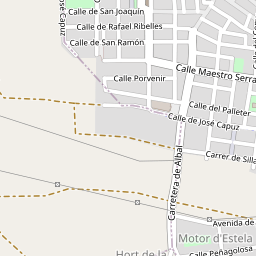 Calle de San Joaquín
José Capuz
Calle de Rafael Ribelles
Calle de San Ramón
Calle Porvenir
Calle Maestro Serra
Calle del Palleter
Calle de José Capuz
Carrer de Silla
Carretera de Albal
Avenida de
Motor d'Estela
Hort de la
Calle Peñagolosa